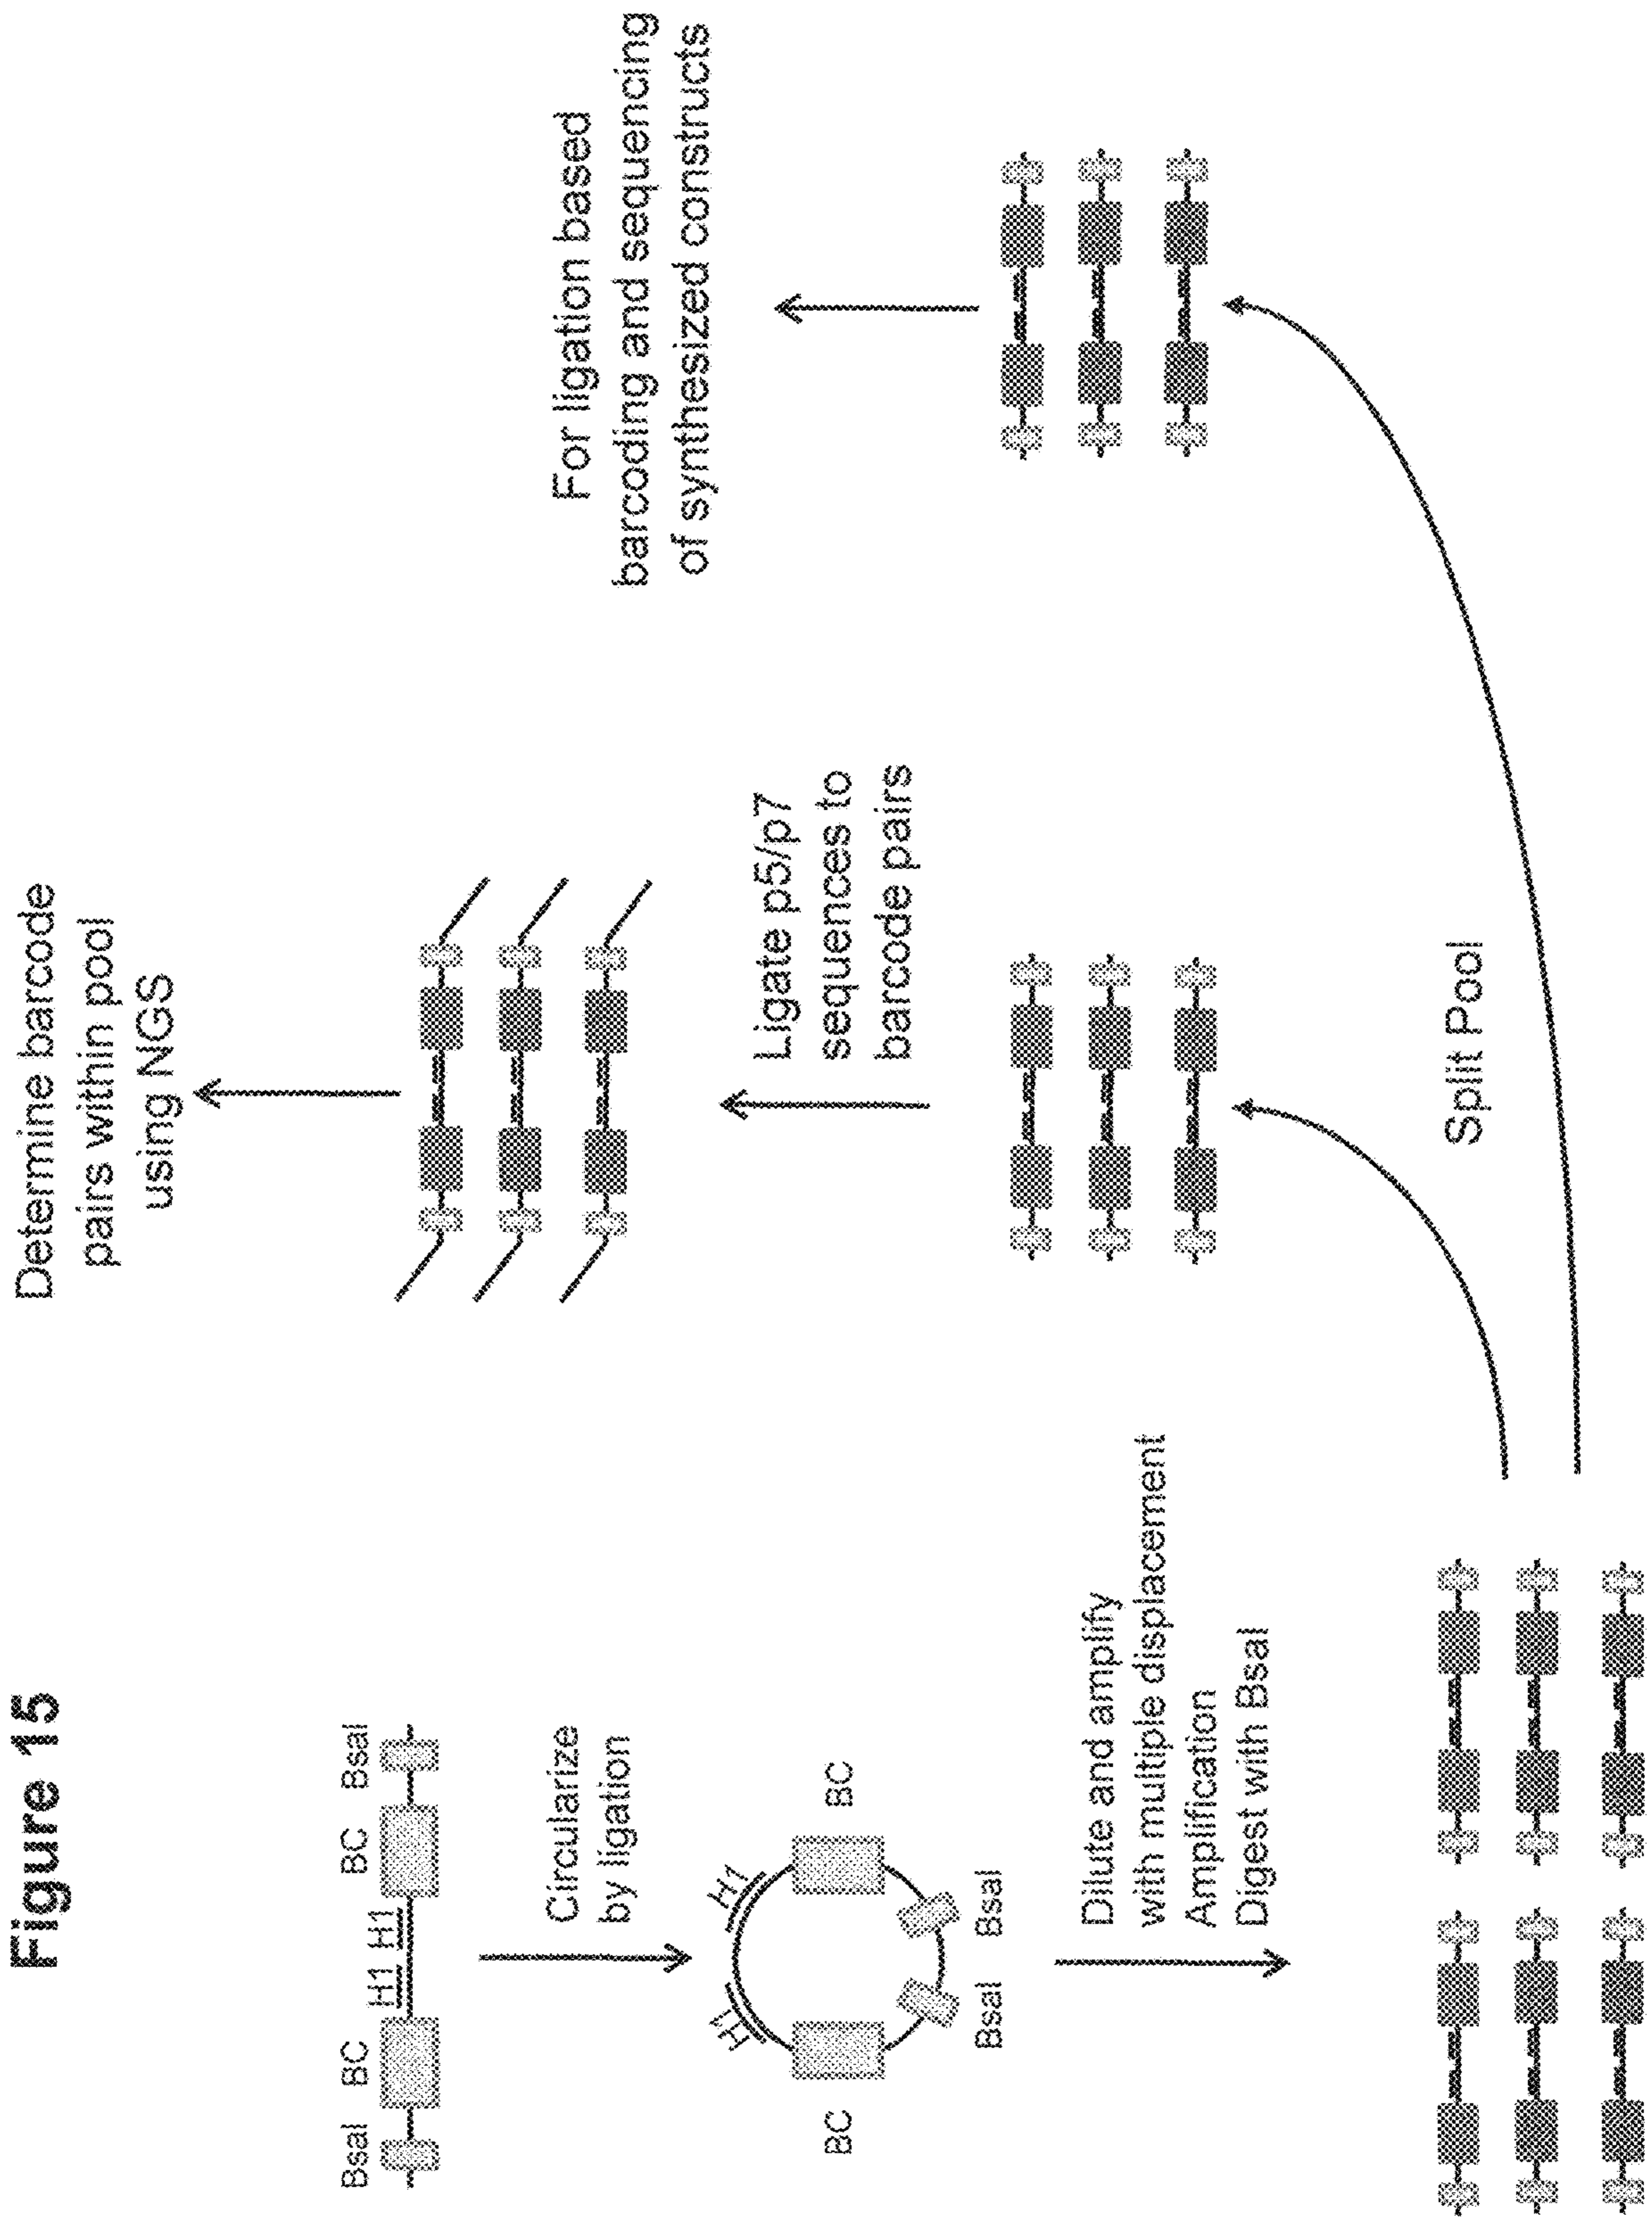 Figure 15
BsaI BC H1 H1 BC BsaI
Circularize
by ligation
H1 H1
BC BC
BsaI BsaI
Dilute and amplify
with multiple displacement
Amplification
Digest with BsaI
Split Pool
Ligate p5/p7
sequences to
barcode pairs
Determine barcode
pairs within pool
using NGS
For ligation based
barcoding and sequencing
of synthesized constructs